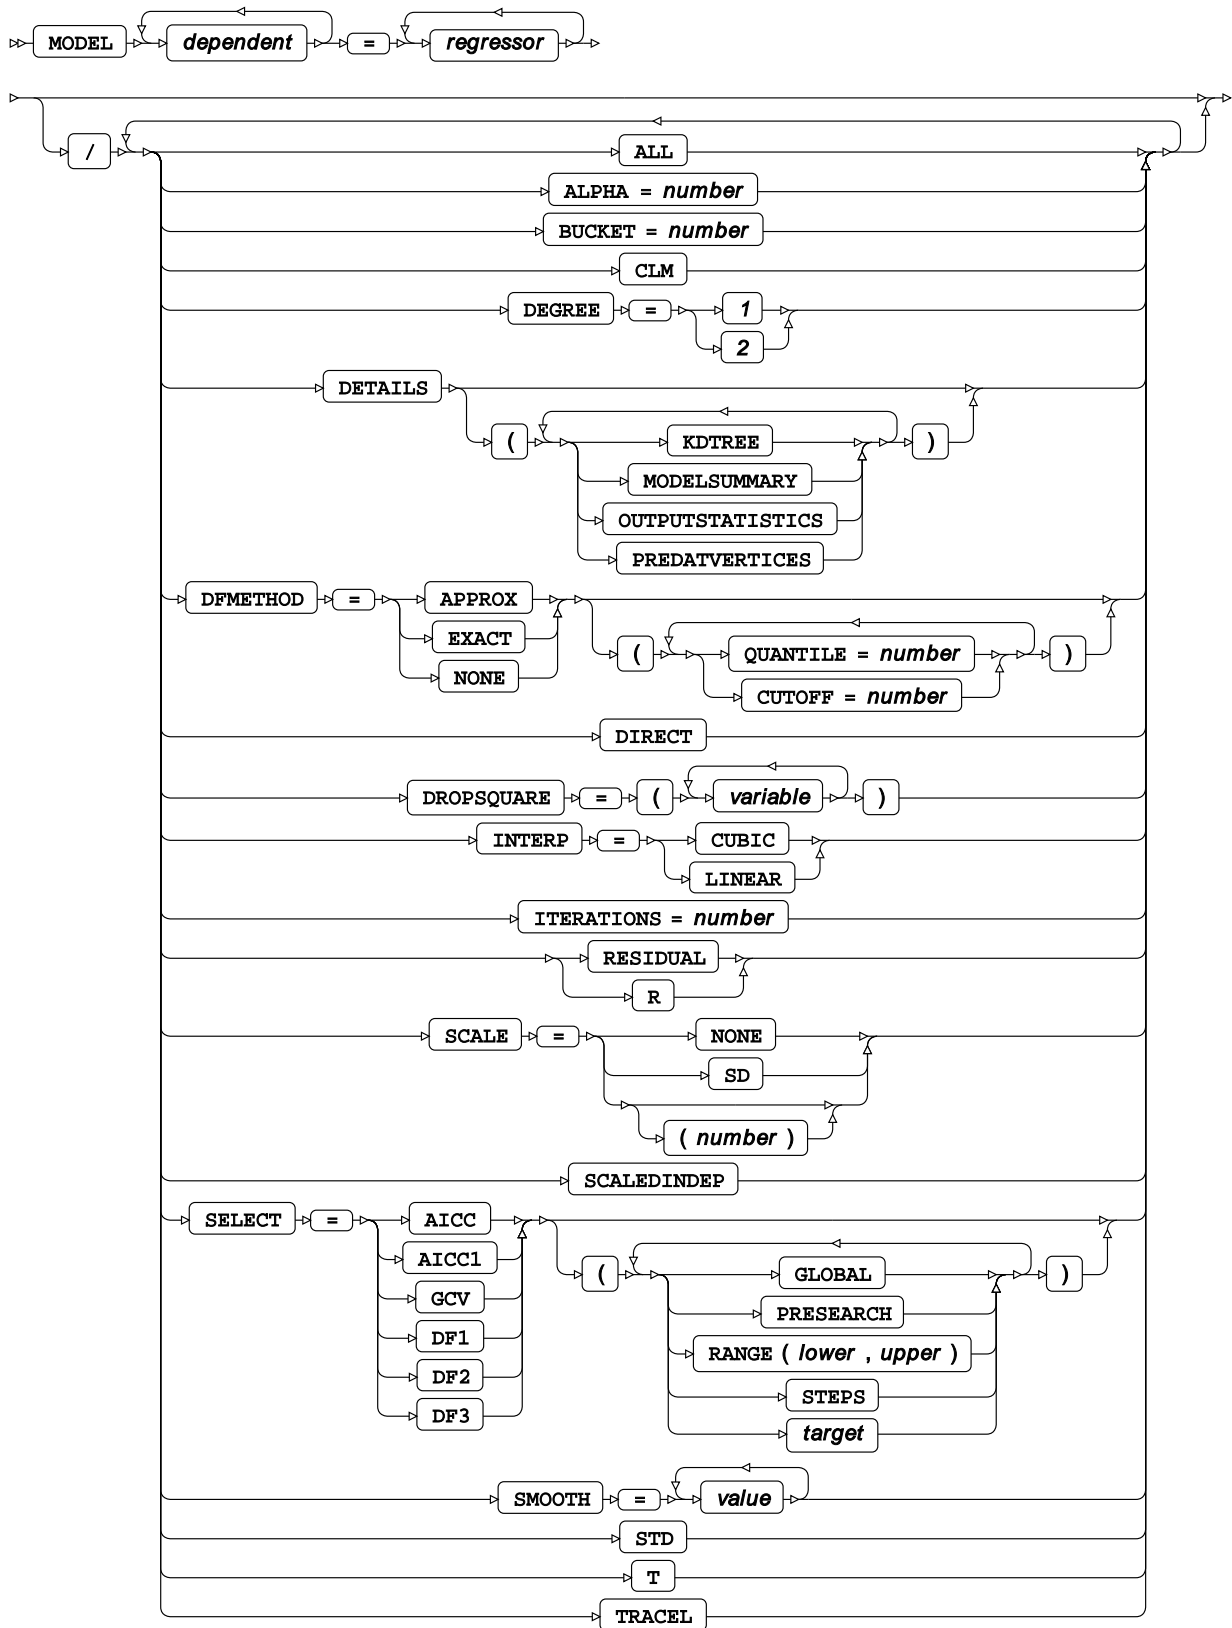 MODEL dependent = regressor
/ ALL
ALPHA = number
BUCKET = number
CLM
DEGREE = 1
2
DETAILS
( KDTREE )
MODELSUMMARY
OUTPUTSTATISTICS
PREDATVERTICES
DFMETHOD = APPROX
EXACT ( QUANTILE = number )
NONE CUTOFF = number
DIRECT
DROPSQUARE = ( variable )
INTERP = CUBIC
LINEAR
ITERATIONS = number
RESIDUAL
R
SCALE = NONE
SD
( number )
SCALEDINDEP
SELECT = AICC
AICC1 ( GLOBAL )
GCV PRESEARCH
DF1 RANGE ( lower , upper )
DF2 STEPS
DF3 target
SMOOTH = value
STD
T
TRACEL